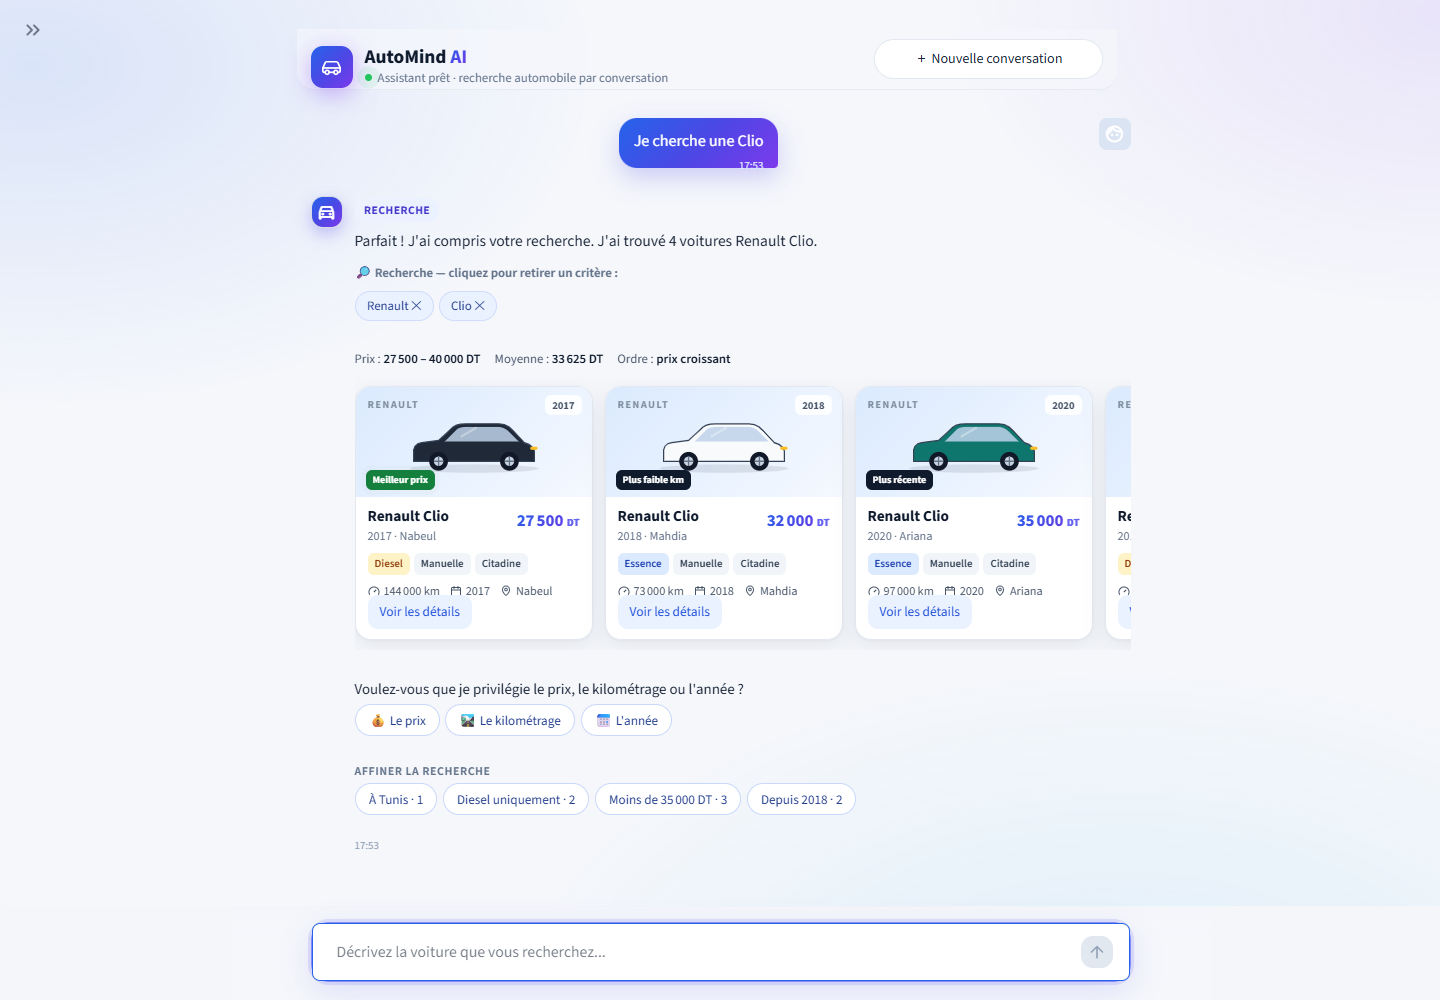 AutoMind AI
Assistant prêt · recherche automobile par conversation
+ Nouvelle conversation
Je cherche une Clio
17:53
RECHERCHE
Parfait ! J'ai compris votre recherche. J'ai trouvé 4 voitures Renault Clio.
🔎 Recherche — cliquez pour retirer un critère :
Renault ✕ Clio ✕
Prix : 27 500 – 40 000 DT Moyenne : 33 625 DT Ordre : prix croissant
RENAULT 2017
Meilleur prix
Renault Clio 27 500 DT
2017 · Nabeul
Diesel Manuelle Citadine
144 000 km 2017 Nabeul
Voir les détails
RENAULT 2018
Plus faible km
Renault Clio 32 000 DT
2018 · Mahdia
Essence Manuelle Citadine
73 000 km 2018 Mahdia
Voir les détails
RENAULT 2020
Plus récente
Renault Clio 35 000 DT
2020 · Ariana
Essence Manuelle Citadine
97 000 km 2020 Ariana
Voir les détails
Voulez-vous que je privilégie le prix, le kilométrage ou l'année ?
Le prix Le kilométrage L'année
AFFINER LA RECHERCHE
À Tunis · 1 Diesel uniquement · 2 Moins de 35 000 DT · 3 Depuis 2018 · 2
17:53
Décrivez la voiture que vous recherchez...